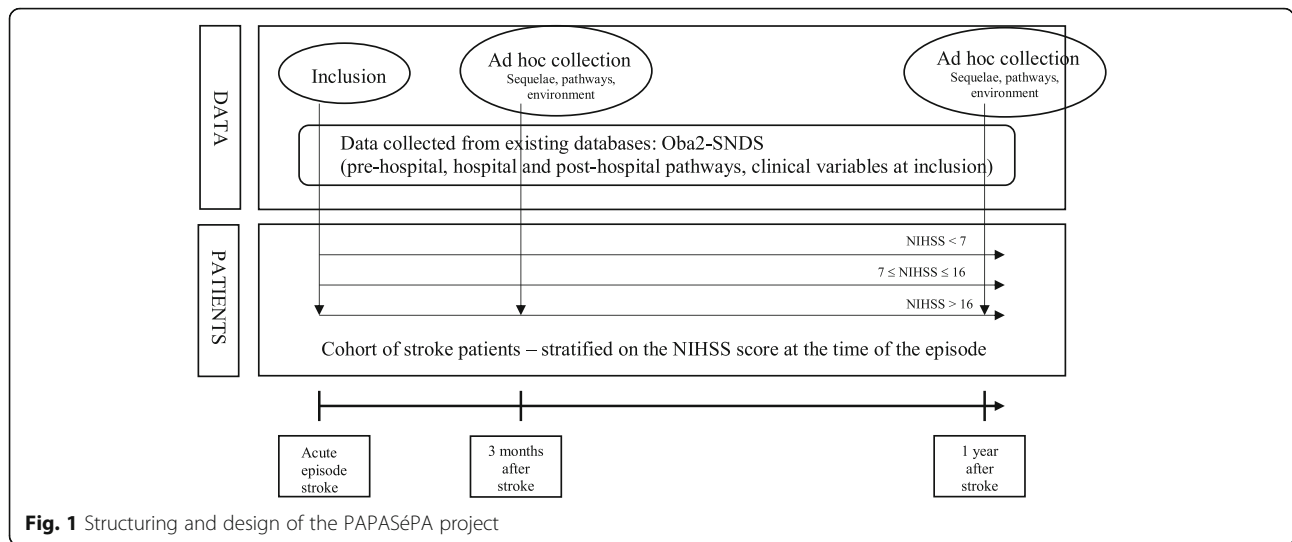 DATA
Inclusion
Ad hoc collection
Sequelae, pathways,
environment
Ad hoc collection
Sequelae, pathways,
environment
Data collected from existing databases: Oba2-SNDS
(pre-hospital, hospital and post-hospital pathways, clinical variables at inclusion)
PATIENTS
NIHSS < 7
7 ≤ NIHSS ≤ 16
NIHSS > 16
Cohort of stroke patients – stratified on the NIHSS score at the time of the episode
Acute
episode
stroke
3 months
after
stroke
1 year
after
stroke
Fig. 1 Structuring and design of the PAPASéPA project